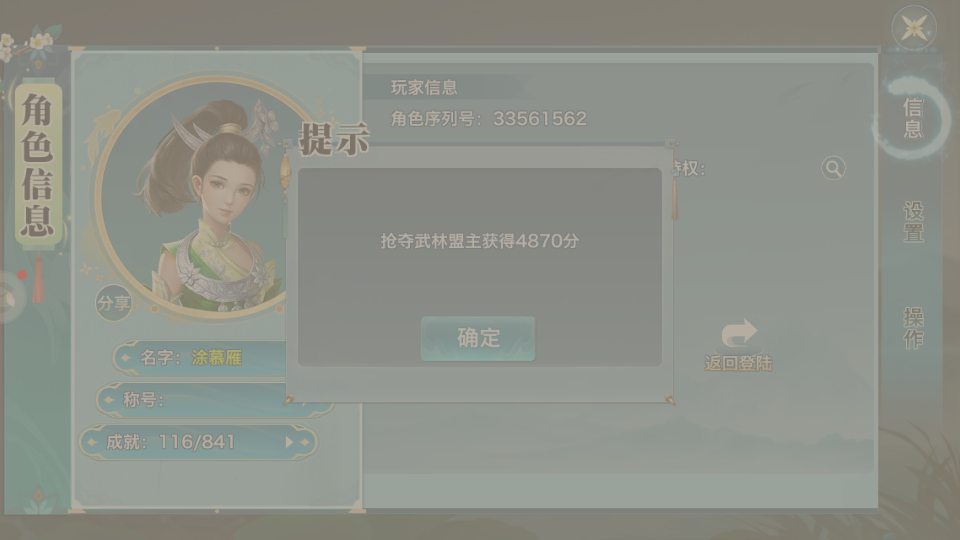 角色信息
玩家信息
角色序列号：33561562
提示
特权：
信息
抢夺武林盟主获得4870分
设置
分享
操作
确定
名字：涂慕雁
返回登陆
称号：
成就：116/841